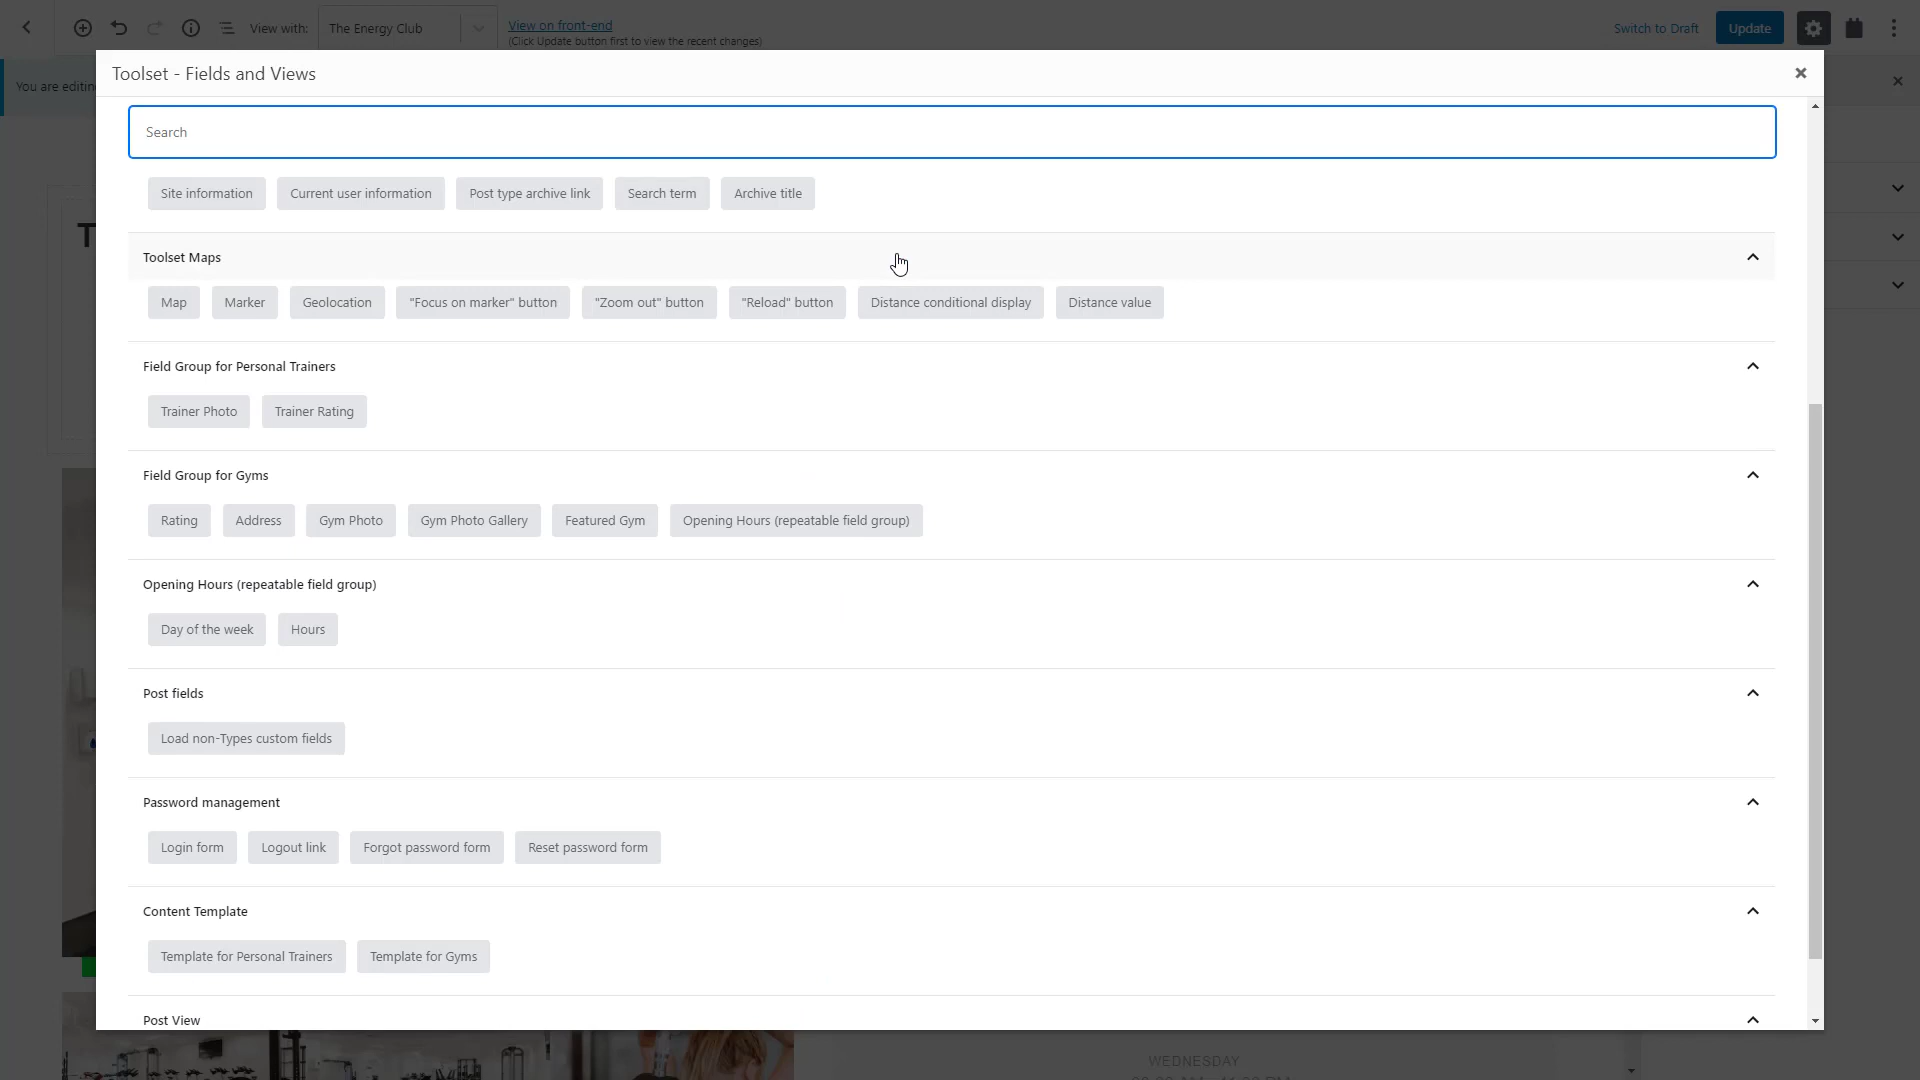 View with:
The Energy Club
View on front-end
(Click Update button first to view the recent changes)
Switch to Draft
Update
You are editin
Toolset - Fields and Views
Search
Site information
Current user information
Post type archive link
Search term
Archive title
T
Toolset Maps
Map
Marker
Geolocation
"Focus on marker" button
"Zoom out" button
"Reload" button
Distance conditional display
Distance value
Field Group for Personal Trainers
Trainer Photo
Trainer Rating
Field Group for Gyms
Rating
Address
Gym Photo
Gym Photo Gallery
Featured Gym
Opening Hours (repeatable field group)
Opening Hours (repeatable field group)
Day of the week
Hours
Post fields
Load non-Types custom fields
Password management
Login form
Logout link
Forgot password form
Reset password form
Content Template
Template for Personal Trainers
Template for Gyms
Post View
WEDNESDAY